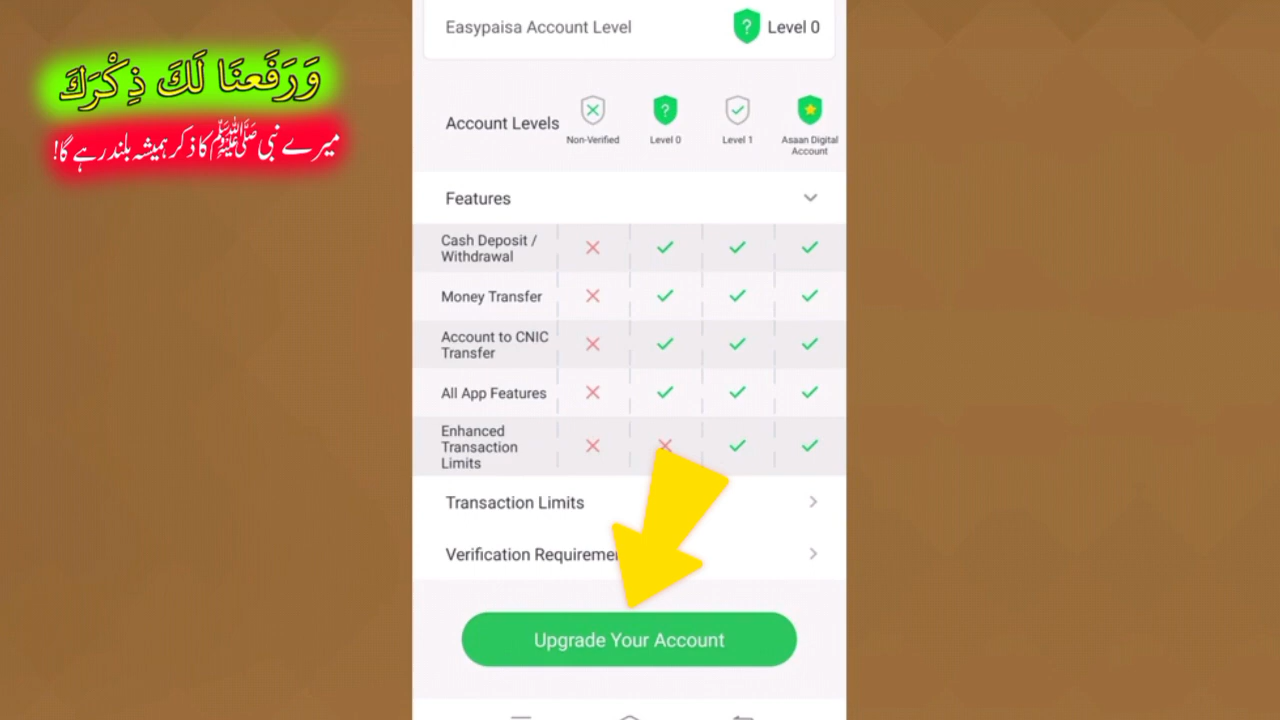 وَرَفَعنَا لَكَ ذِكْرَكَ
میرے نبی ﷺ کا ذکر ہمیشہ بلند رہے گا!
Easypaisa Account Level
? Level 0
Account Levels
Non-Verified
? Level 0
Level 1
Asaan Digital
Account
Features
Cash Deposit /
Withdrawal
Money Transfer
Account to CNIC
Transfer
All App Features
Enhanced
Transaction
Limits
Transaction Limits
Verification
Upgrade Your Account